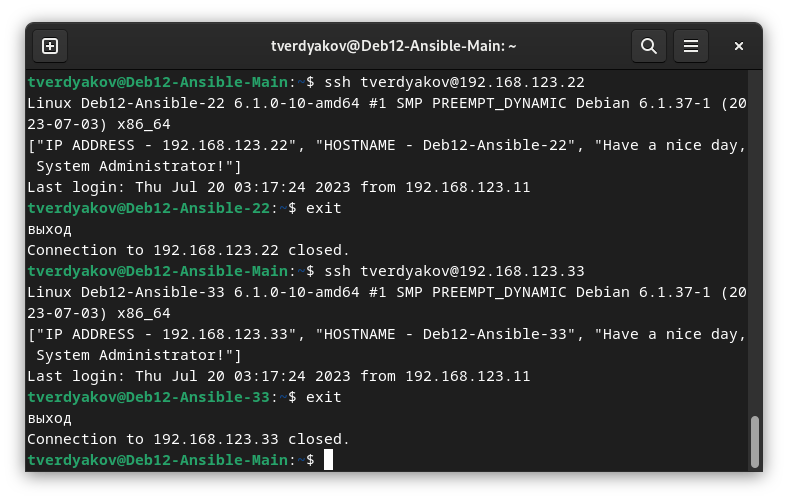 tverdyakov@Deb12-Ansible-Main: ~
tverdyakov@Deb12-Ansible-Main:~$ ssh tverdyakov@192.168.123.22
Linux Deb12-Ansible-22 6.1.0-10-amd64 #1 SMP PREEMPT_DYNAMIC Debian 6.1.37-1 (20
23-07-03) x86_64
["IP ADDRESS - 192.168.123.22", "HOSTNAME - Deb12-Ansible-22", "Have a nice day,
 System Administrator!"]
Last login: Thu Jul 20 03:17:24 2023 from 192.168.123.11
tverdyakov@Deb12-Ansible-22:~$ exit
выход
Connection to 192.168.123.22 closed.
tverdyakov@Deb12-Ansible-Main:~$ ssh tverdyakov@192.168.123.33
Linux Deb12-Ansible-33 6.1.0-10-amd64 #1 SMP PREEMPT_DYNAMIC Debian 6.1.37-1 (20
23-07-03) x86_64
["IP ADDRESS - 192.168.123.33", "HOSTNAME - Deb12-Ansible-33", "Have a nice day,
 System Administrator!"]
Last login: Thu Jul 20 03:17:24 2023 from 192.168.123.11
tverdyakov@Deb12-Ansible-33:~$ exit
выход
Connection to 192.168.123.33 closed.
tverdyakov@Deb12-Ansible-Main:~$